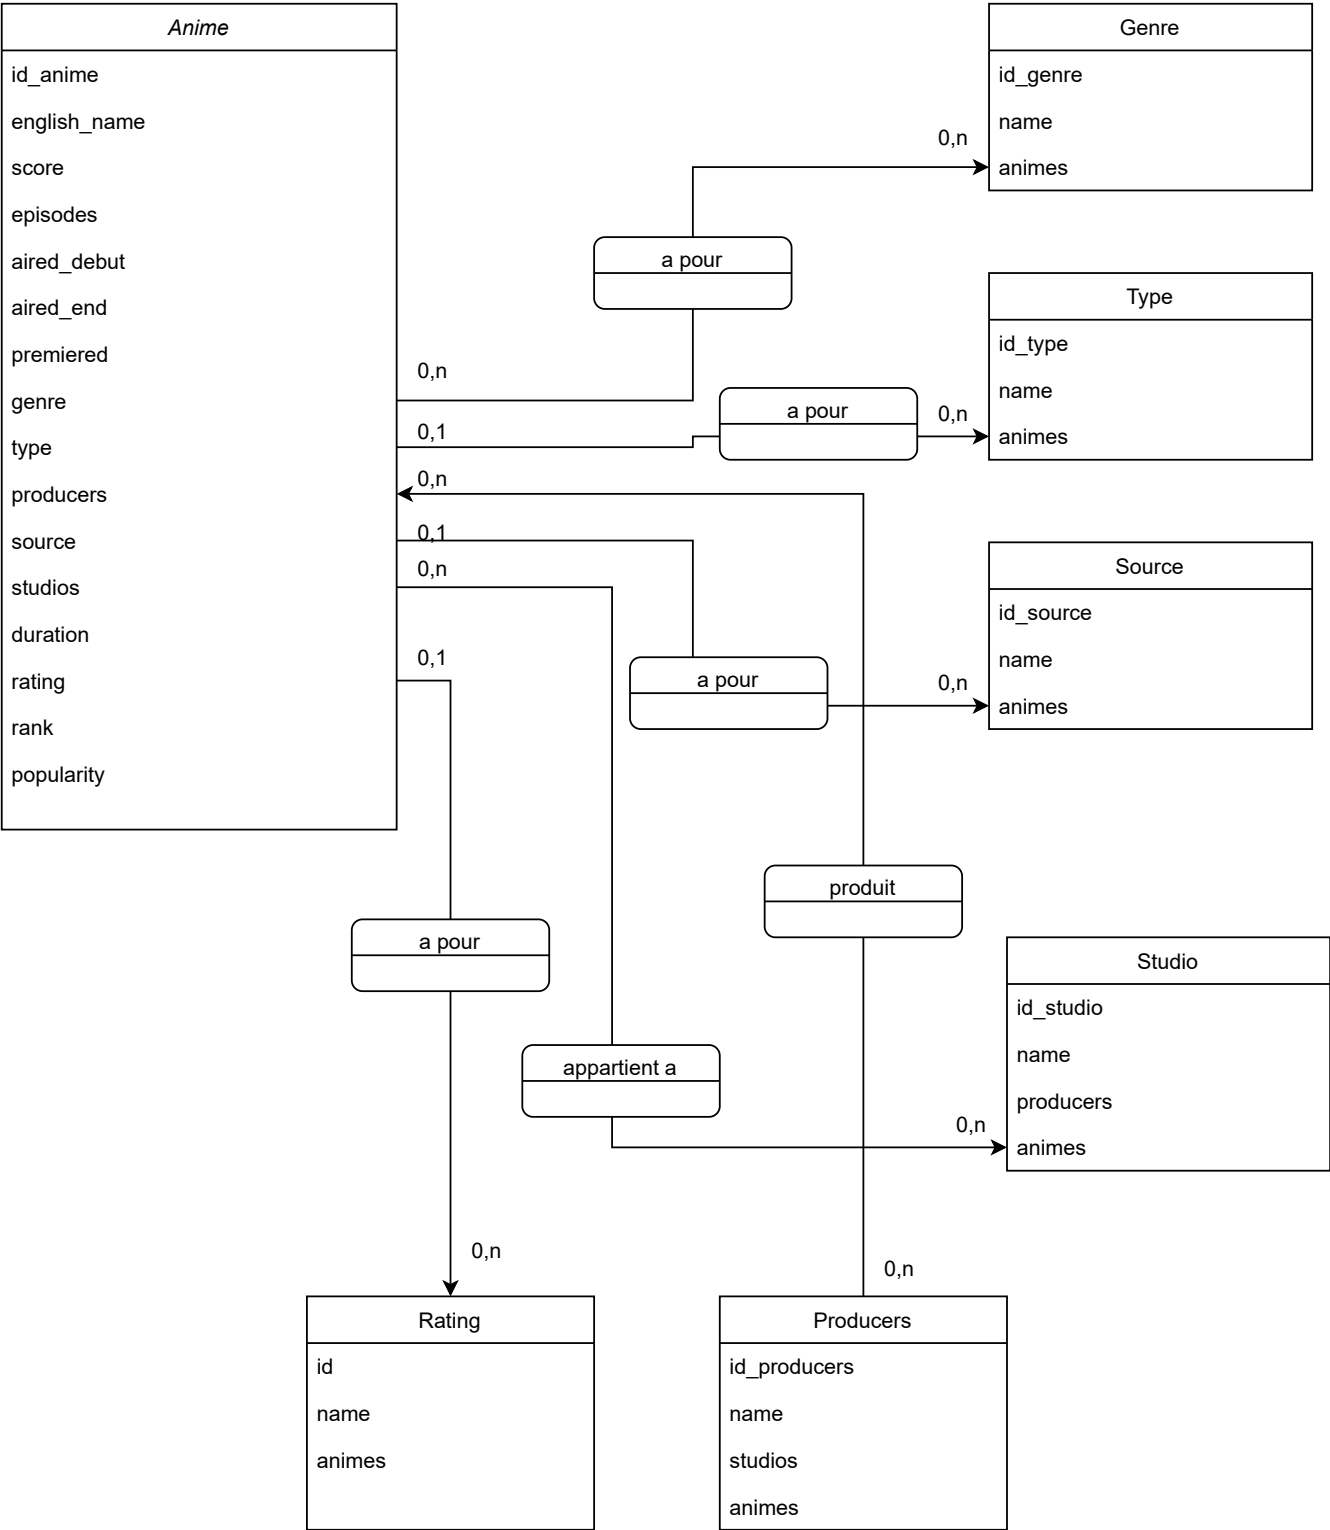 Anime
id_anime
english_name
score
episodes
aired_debut
aired_end
premiered
genre
type
producers
source
studios
duration
rating
rank
popularity
0,n
0,1
0,n
0,1
0,n
0,1
a pour
0,n
Genre
id_genre
name
animes
a pour
0,n
Type
id_type
name
animes
a pour
0,n
Source
id_source
name
animes
produit
a pour
appartient a
0,n
Studio
id_studio
name
producers
animes
0,n
Rating
id
name
animes
0,n
Producers
id_producers
name
studios
animes